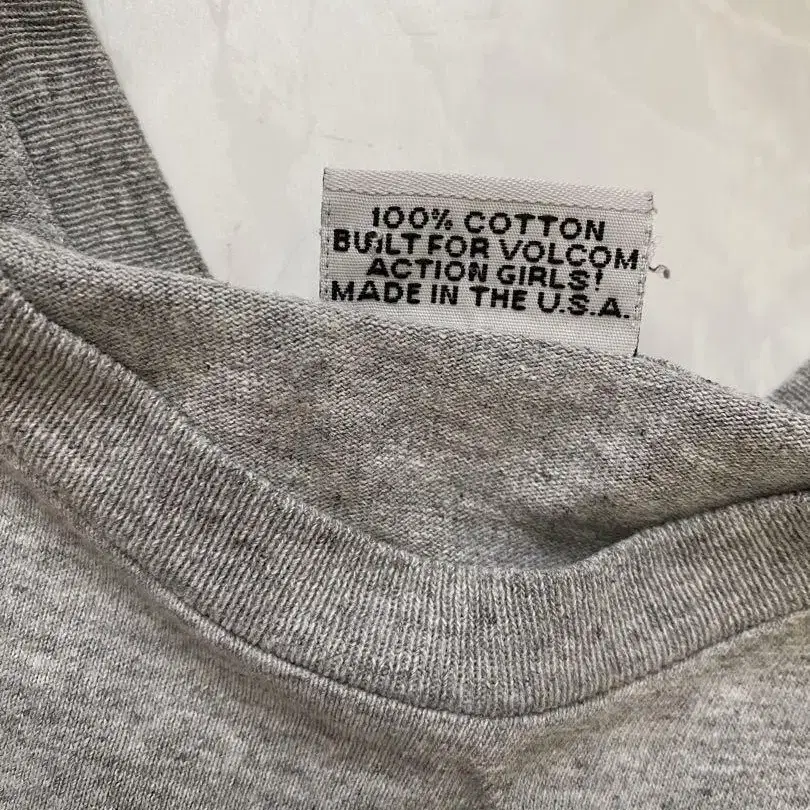 100% COTTON
BUILT FOR VOLCOM
ACTION GIRLS!
MADE IN THE U.S.A.